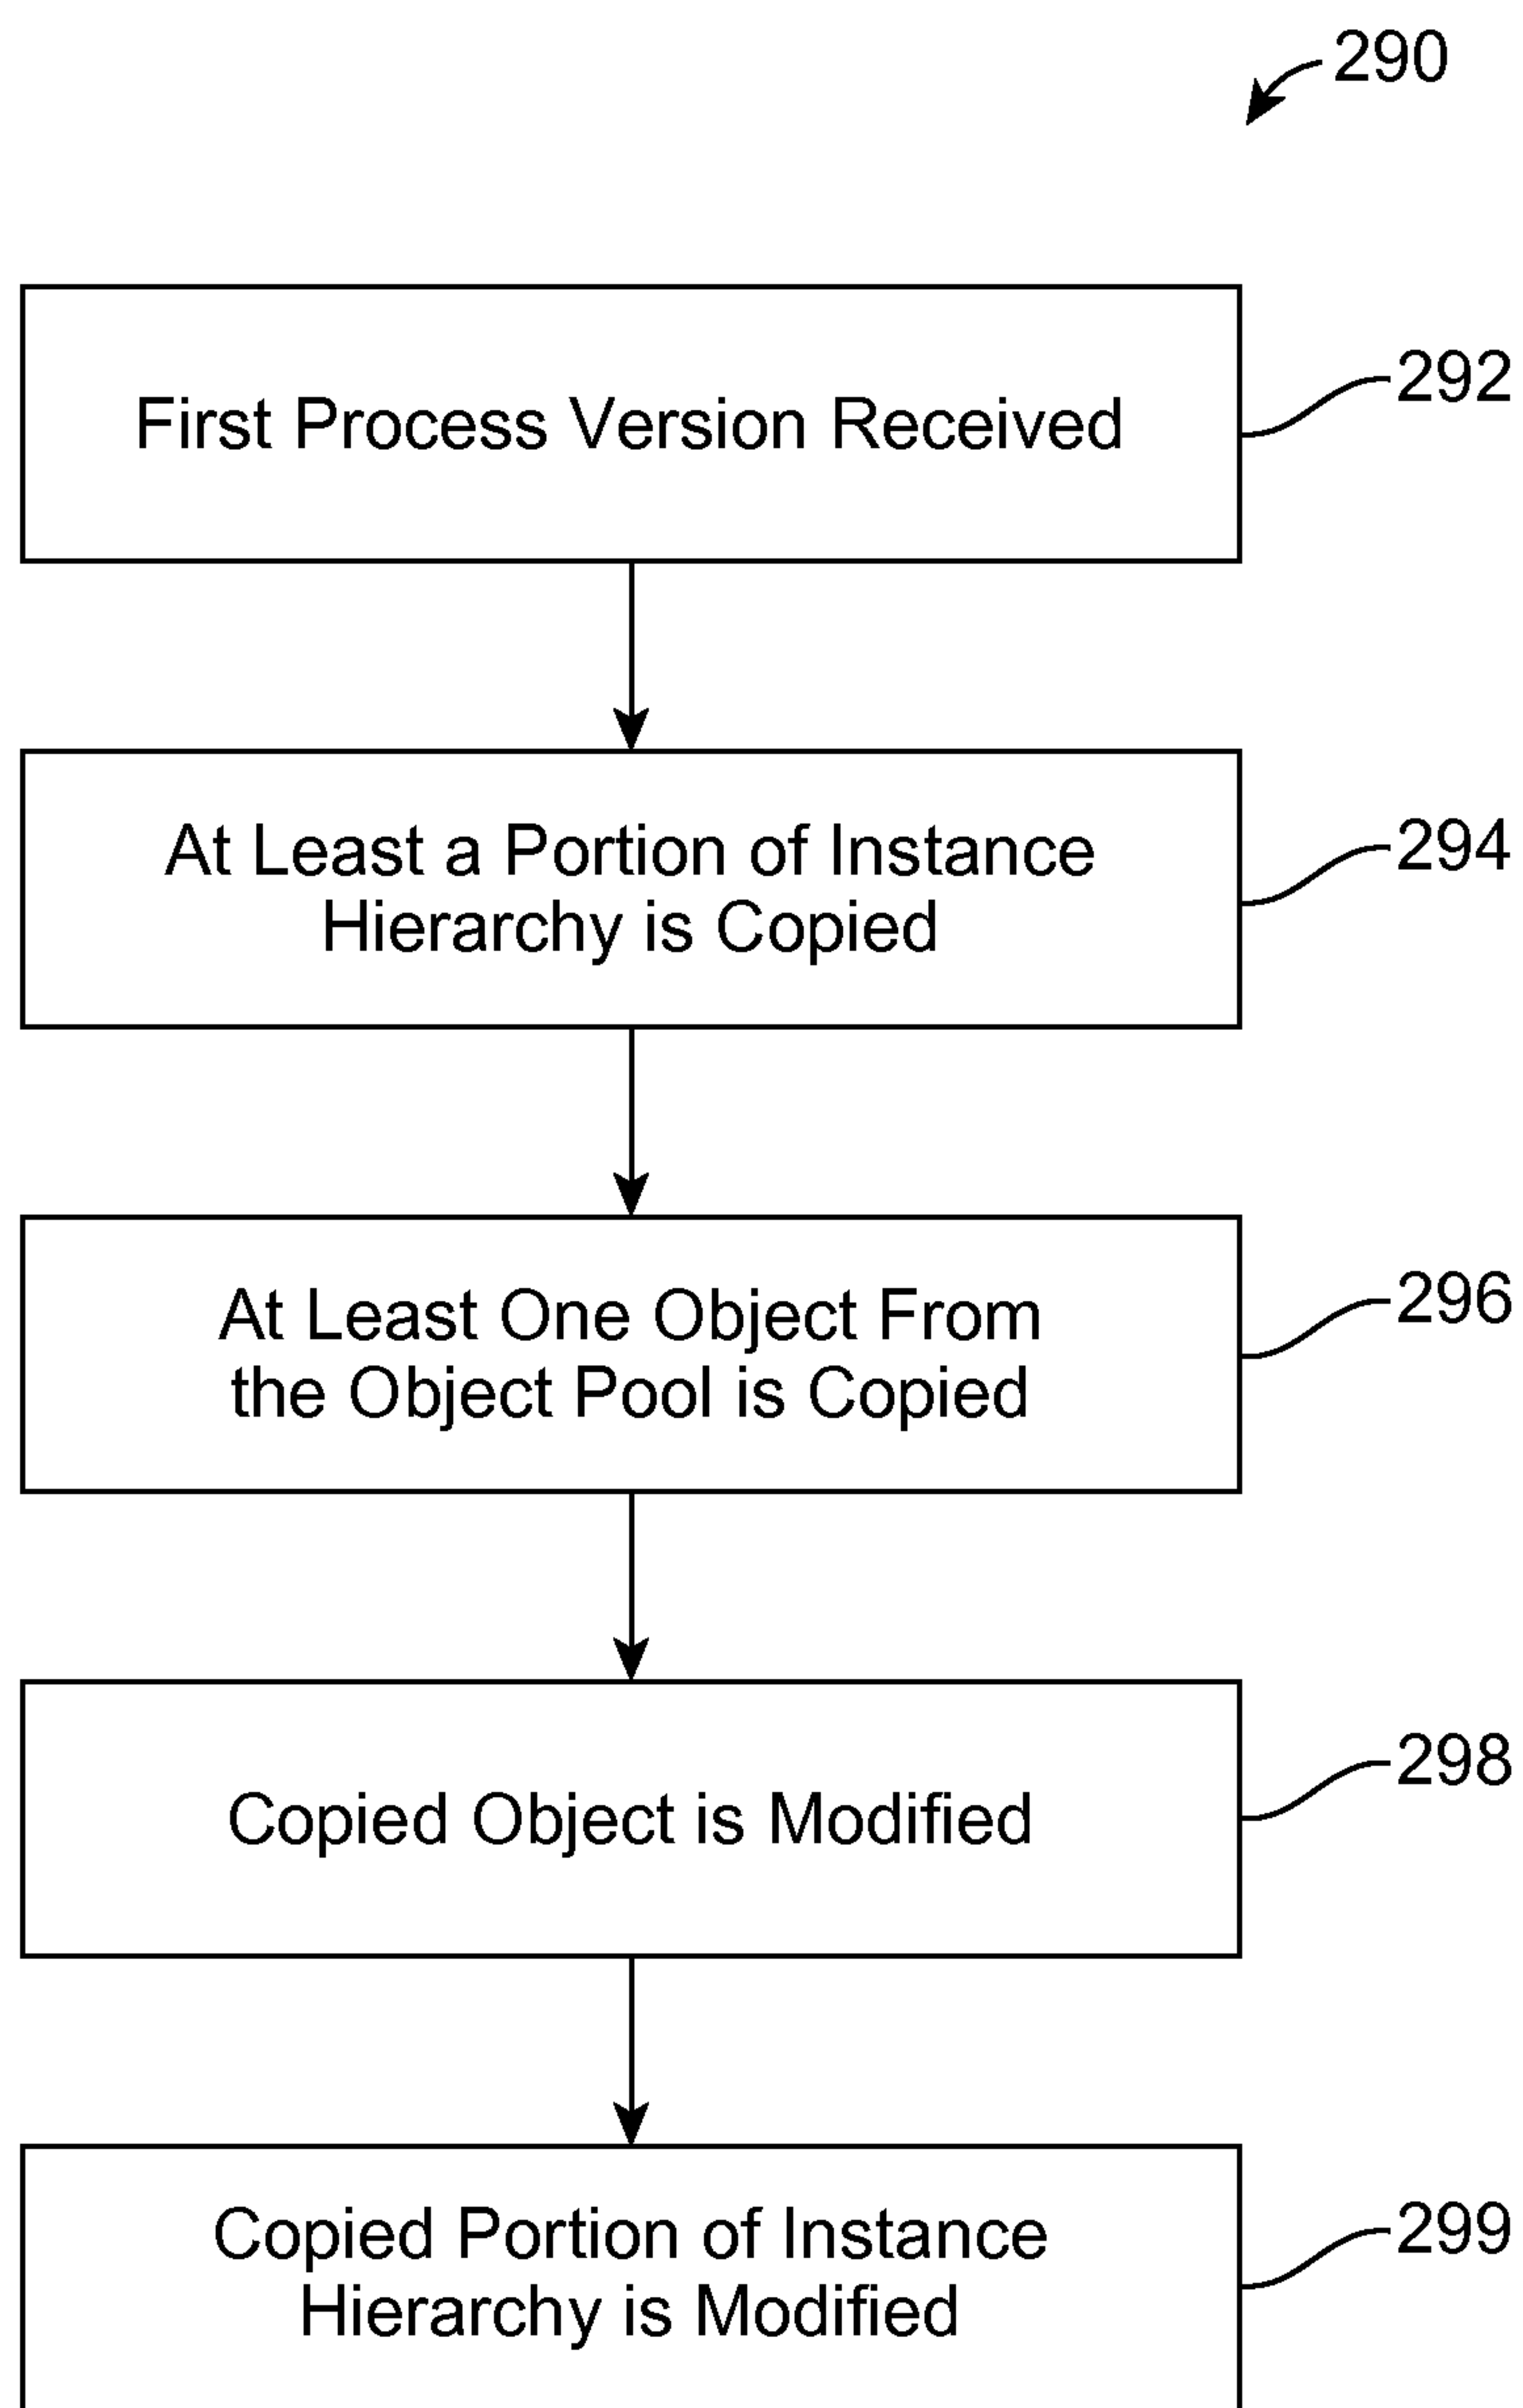 290
First Process Version Received
292
At Least a Portion of Instance
Hierarchy is Copied
294
At Least One Object From
the Object Pool is Copied
296
Copied Object is Modified
298
Copied Portion of Instance
Hierarchy is Modified
299